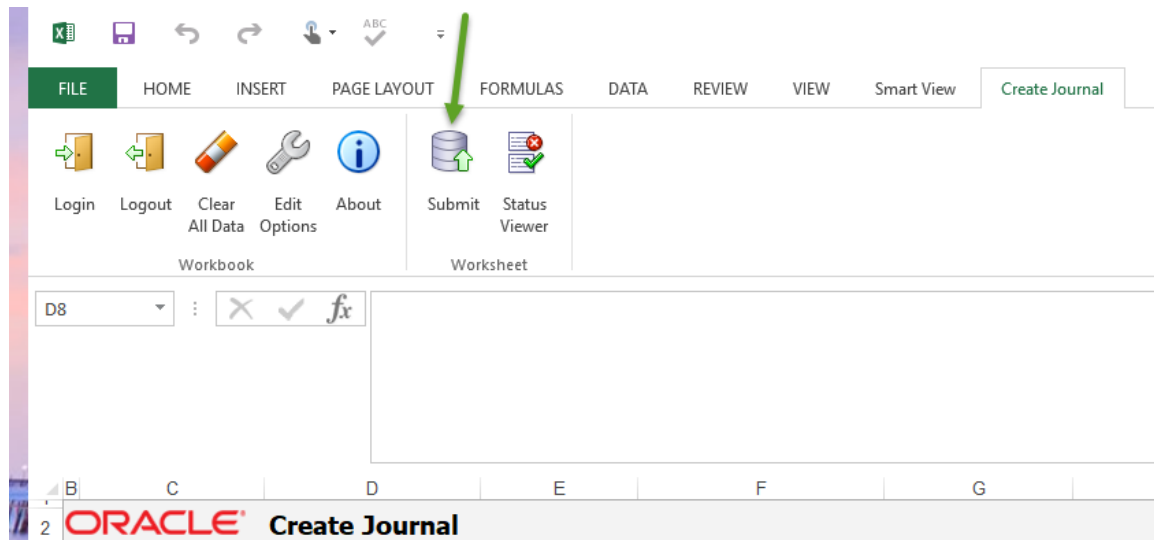 ABC
FILE HOME INSERT PAGE LAYOUT FORMULAS DATA REVIEW VIEW Smart View Create Journal
Login Logout Clear All Data Edit Options About Submit Status Viewer
Workbook Worksheet
D8 fx
B C D E F G
2 ORACLE Create Journal